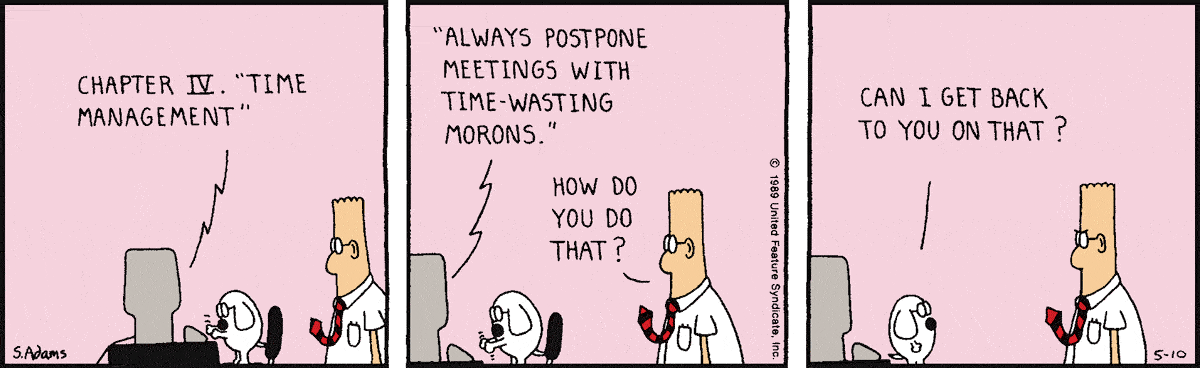 CHAPTER IV. "TIME
MANAGEMENT"
S.Adams
"ALWAYS POSTPONE
MEETINGS WITH
TIME-WASTING
MORONS."
HOW DO
YOU DO
THAT?
© 1989 United Feature Syndicate, Inc.
CAN I GET BACK
TO YOU ON THAT?
5-10